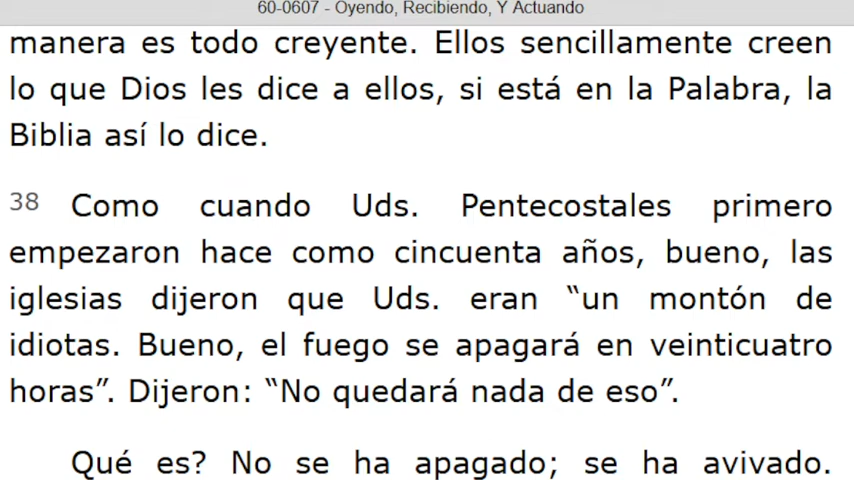 60-0607 - Oyendo, Recibiendo, Y Actuando
manera es todo creyente. Ellos sencillamente creen
lo que Dios les dice a ellos, si está en la Palabra, la
Biblia así lo dice.
38 Como cuando Uds. Pentecostales primero
empezaron hace como cincuenta años, bueno, las
iglesias dijeron que Uds. eran “un montón de
idiotas. Bueno, el fuego se apagará en veinticuatro
horas”. Dijeron: “No quedará nada de eso”.
Qué es? No se ha apagado; se ha avivado.